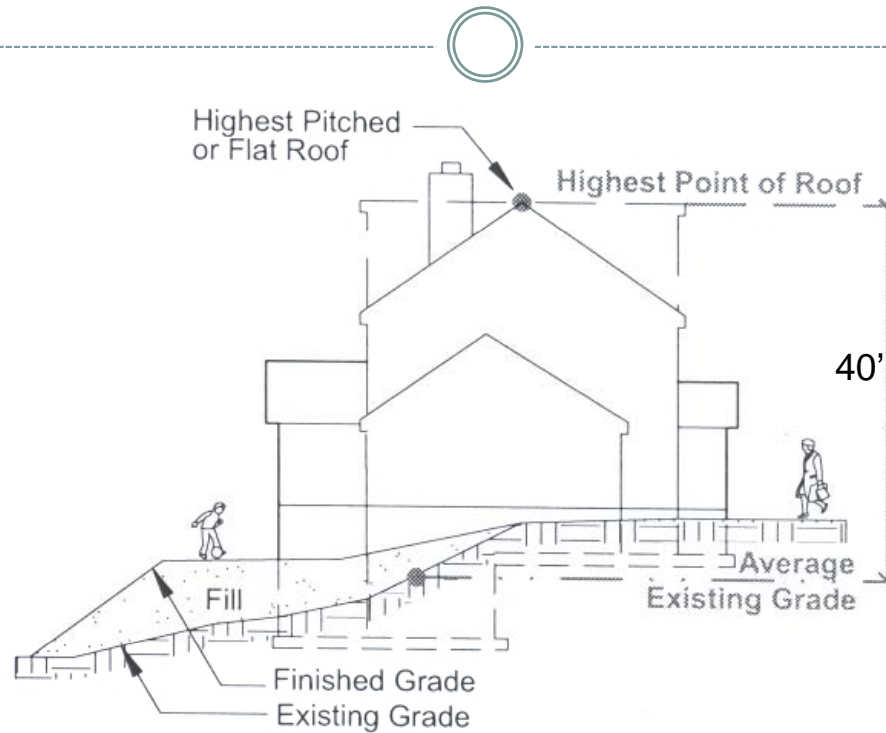 Highest Pitched
or Flat Roof
Highest Point of Roof
40'
Average
Existing Grade
Fill
Finished Grade
Existing Grade